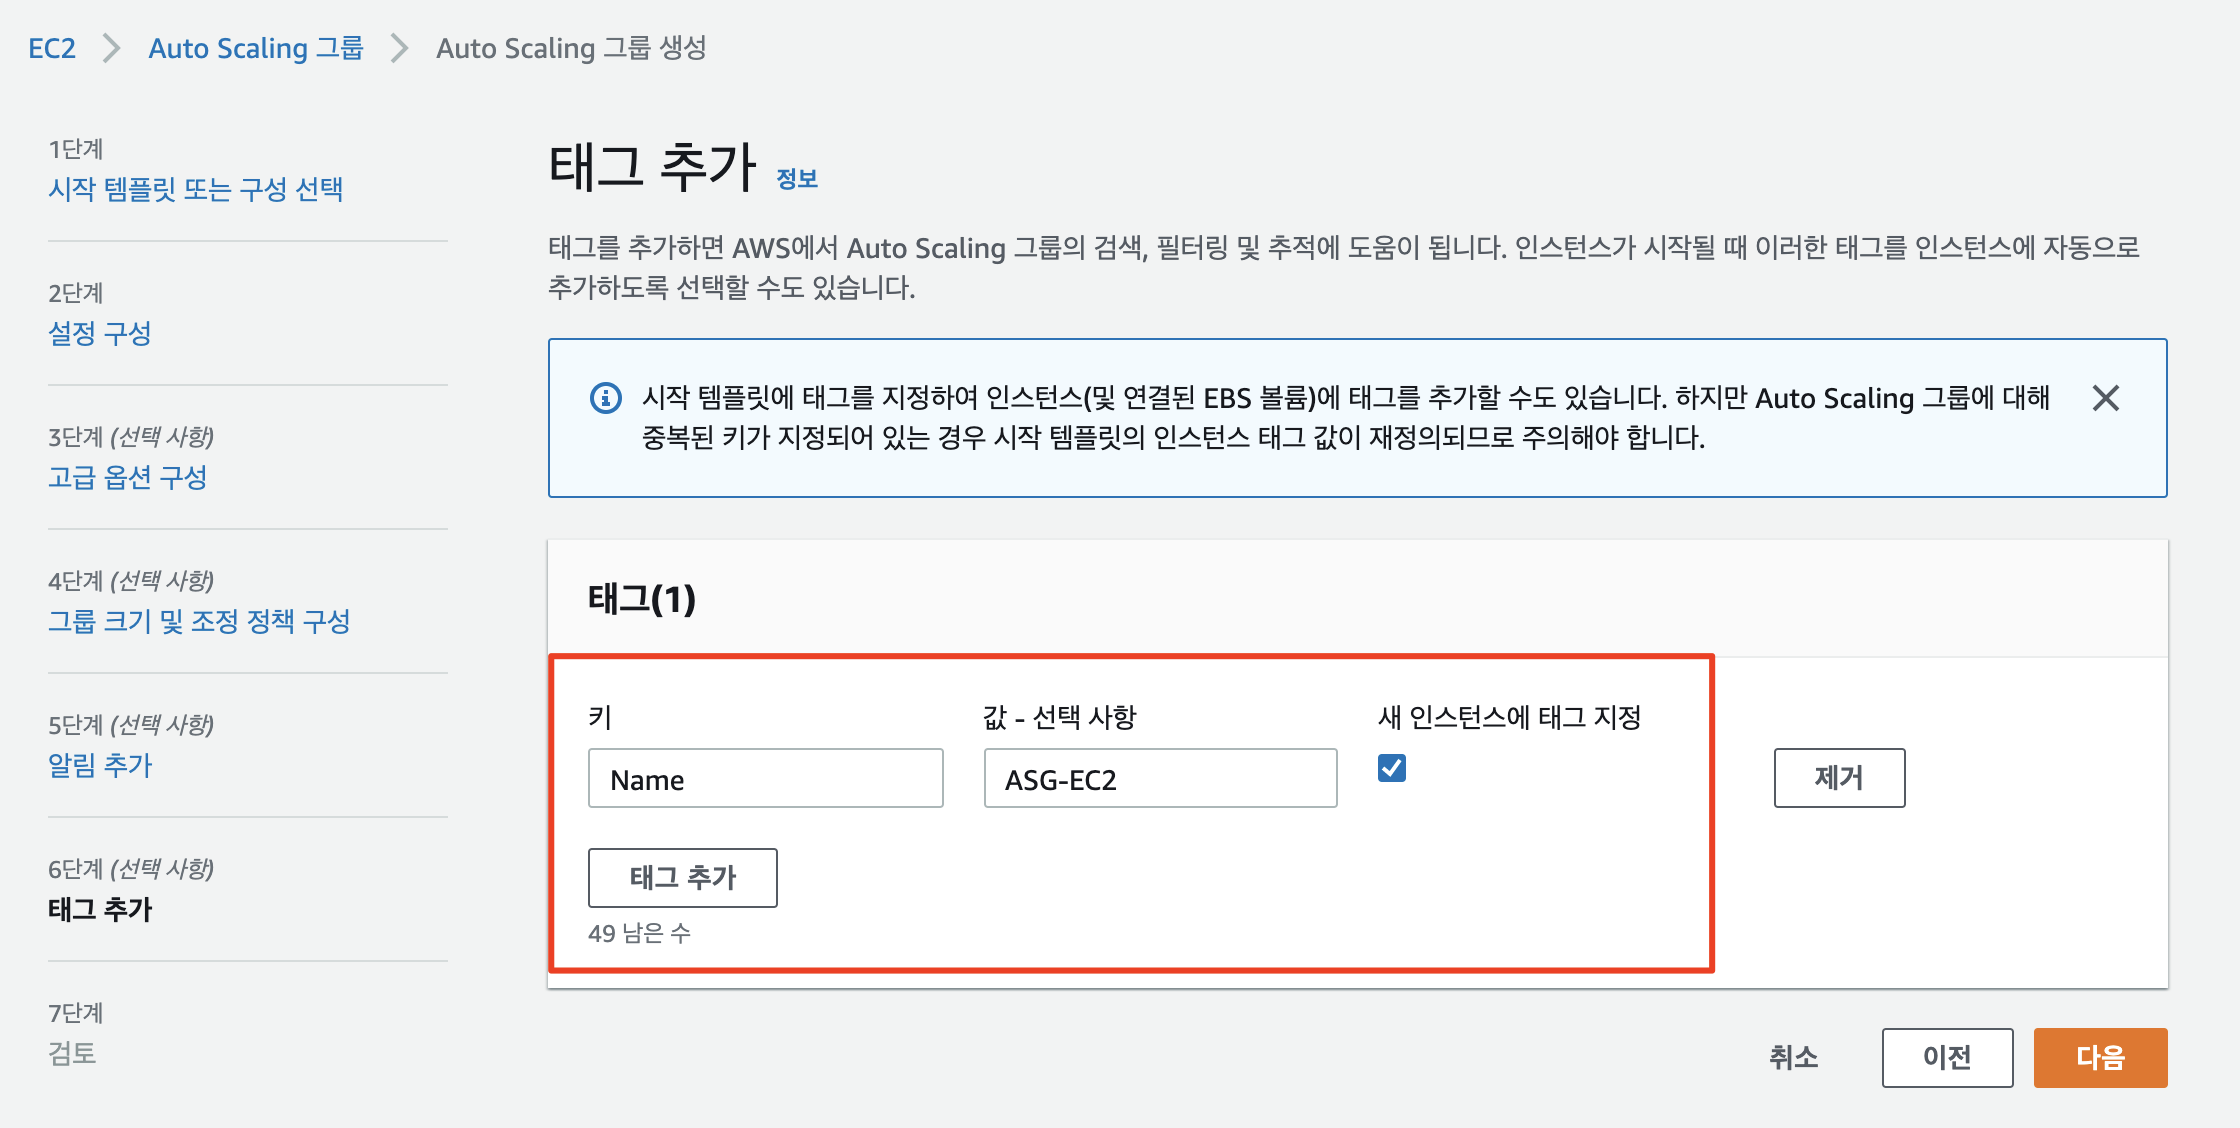 EC2 > Auto Scaling 그룹 > Auto Scaling 그룹 생성
1단계
시작 템플릿 또는 구성 선택
2단계
설정 구성
3단계 (선택 사항)
고급 옵션 구성
4단계 (선택 사항)
그룹 크기 및 조정 정책 구성
5단계 (선택 사항)
알림 추가
6단계 (선택 사항)
태그 추가
7단계
검토
태그 추가 정보
태그를 추가하면 AWS에서 Auto Scaling 그룹의 검색, 필터링 및 추적에 도움이 됩니다. 인스턴스가 시작될 때 이러한 태그를 인스턴스에 자동으로
추가하도록 선택할 수도 있습니다.
시작 템플릿에 태그를 지정하여 인스턴스(및 연결된 EBS 볼륨)에 태그를 추가할 수도 있습니다. 하지만 Auto Scaling 그룹에 대해
중복된 키가 지정되어 있는 경우 시작 템플릿의 인스턴스 태그 값이 재정의되므로 주의해야 합니다.
태그(1)
키 값 - 선택 사항 새 인스턴스에 태그 지정
Name ASG-EC2 제거
태그 추가
49 남은 수
취소 이전 다음